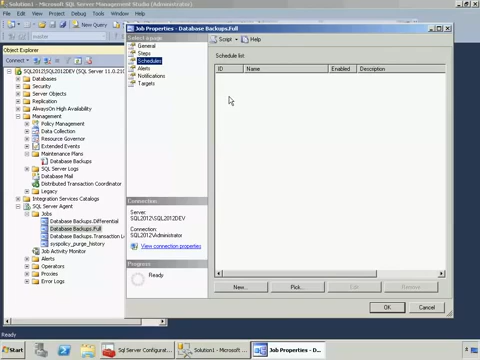 Solution1 - Microsoft SQL Server Management Studio (Administrator)
File Edit View Project Debug Tools Window Help
New Query
Object Explorer
Connect
SQL2012\SQL2012DEV (SQL Server 11.0.21
Databases
Security
Server Objects
Replication
AlwaysOn High Availability
Management
Policy Management
Data Collection
Resource Governor
Extended Events
Maintenance Plans
Database Backups
SQL Server Logs
Database Mail
Distributed Transaction Coordinator
Legacy
Integration Services Catalogs
SQL Server Agent
Jobs
Database Backups.Differential
Database Backups.Full
Database Backups.Transaction Lo
syspolicy_purge_history
Job Activity Monitor
Alerts
Operators
Proxies
Error Logs
Ready
Job Properties - Database Backups.Full
Select a page
General
Steps
Schedules
Alerts
Notifications
Targets
Connection
Server:
SQL2012\SQL2012DEV
Connection:
SQL2012\Administrator
View connection properties
Progress
Ready
Script Help
Schedule list:
ID Name Enabled Description
New... Pick... Edit Remove
OK Cancel
Start Sql Server Configurat... Solution1 - Microsoft ... Job Properties - D...